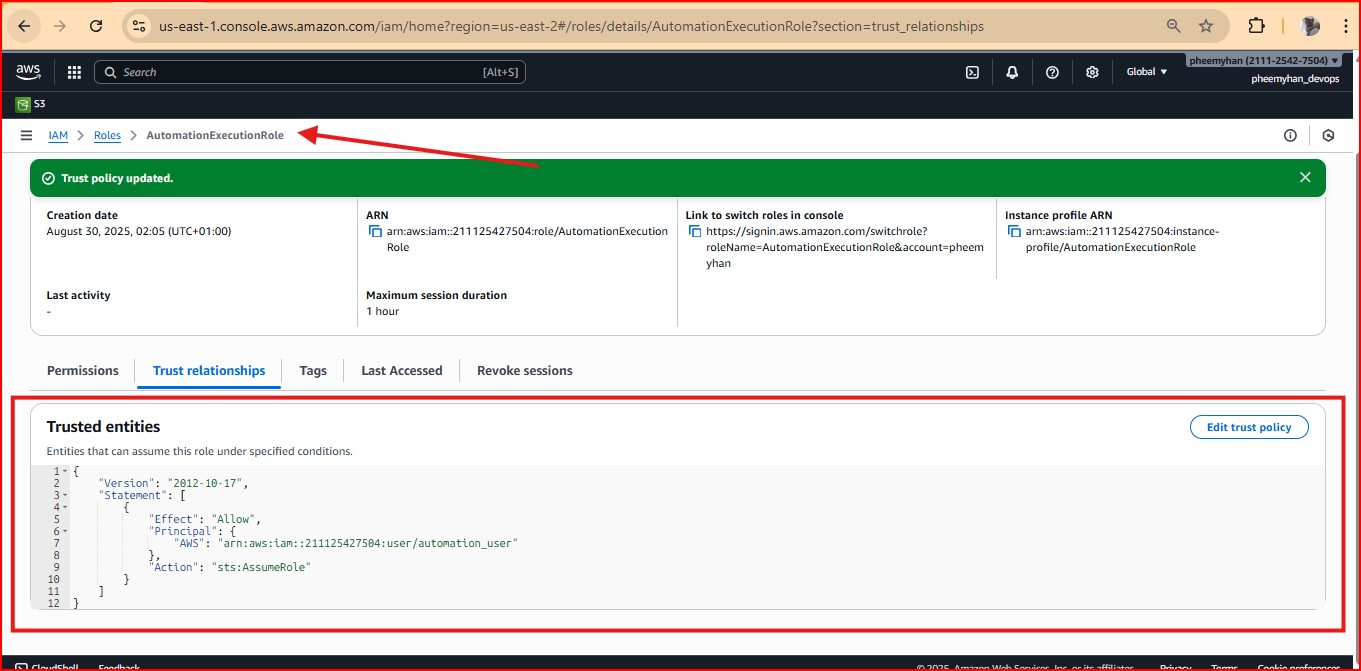 us-east-1.console.aws.amazon.com/iam/home?region=us-east-2#/roles/details/AutomationExecutionRole?section=trust_relationships
aws
Search [Alt+S]
Global ▼
pheemyhan (2111-2542-7504) ▼
pheemyhan_devops
S3
IAM > Roles > AutomationExecutionRole
Trust policy updated.
Creation date
August 30, 2025, 02:05 (UTC+01:00)
ARN
arn:aws:iam::211125427504:role/AutomationExecution
Role
Link to switch roles in console
https://signin.aws.amazon.com/switchrole?
roleName=AutomationExecutionRole&account=pheem
yhan
Instance profile ARN
arn:aws:iam::211125427504:instance-
profile/AutomationExecutionRole
Last activity
-
Maximum session duration
1 hour
Permissions
Trust relationships
Tags
Last Accessed
Revoke sessions
Trusted entities
Edit trust policy
Entities that can assume this role under specified conditions.
1 {
2 "Version": "2012-10-17",
3 "Statement": [
4 {
5 "Effect": "Allow",
6 "Principal": {
7 "AWS": "arn:aws:iam::211125427504:user/automation_user"
8 },
9 "Action": "sts:AssumeRole"
10 }
11 ]
12 }
CloudShell Feedback © 2025, Amazon Web Services, Inc. or its affiliates. Privacy Terms Cookie preferences